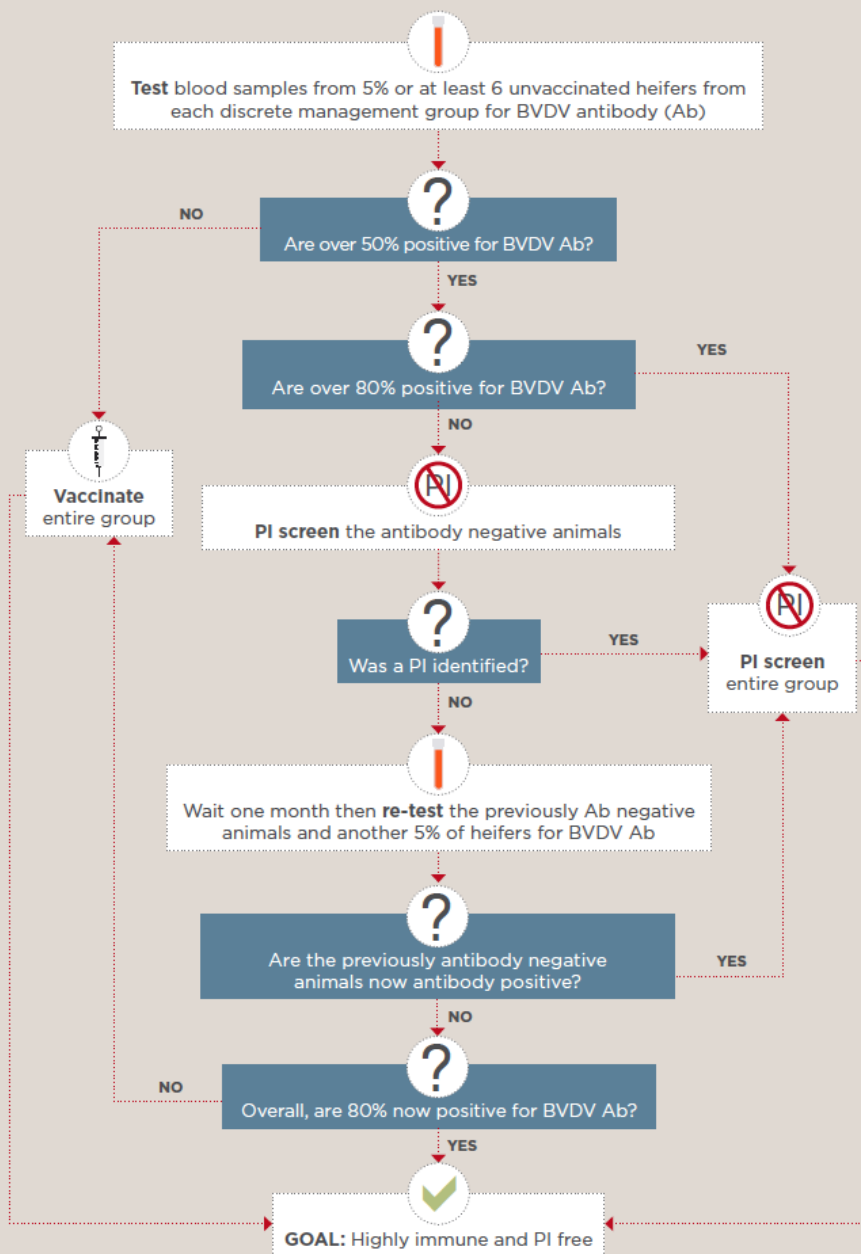 Test blood samples from 5% or at least 6 unvaccinated heifers from
each discrete management group for BVDV antibody (Ab)
NO
Are over 50% positive for BVDV Ab?
YES
YES
Are over 80% positive for BVDV Ab?
NO
Vaccinate
entire group
PI
PI screen the antibody negative animals
PI
YES
Was a PI identified?
PI screen
entire group
NO
Wait one month then re-test the previously Ab negative
animals and another 5% of heifers for BVDV Ab
Are the previously antibody negative
animals now antibody positive?
YES
NO
NO
Overall, are 80% now positive for BVDV Ab?
YES
GOAL: Highly immune and PI free